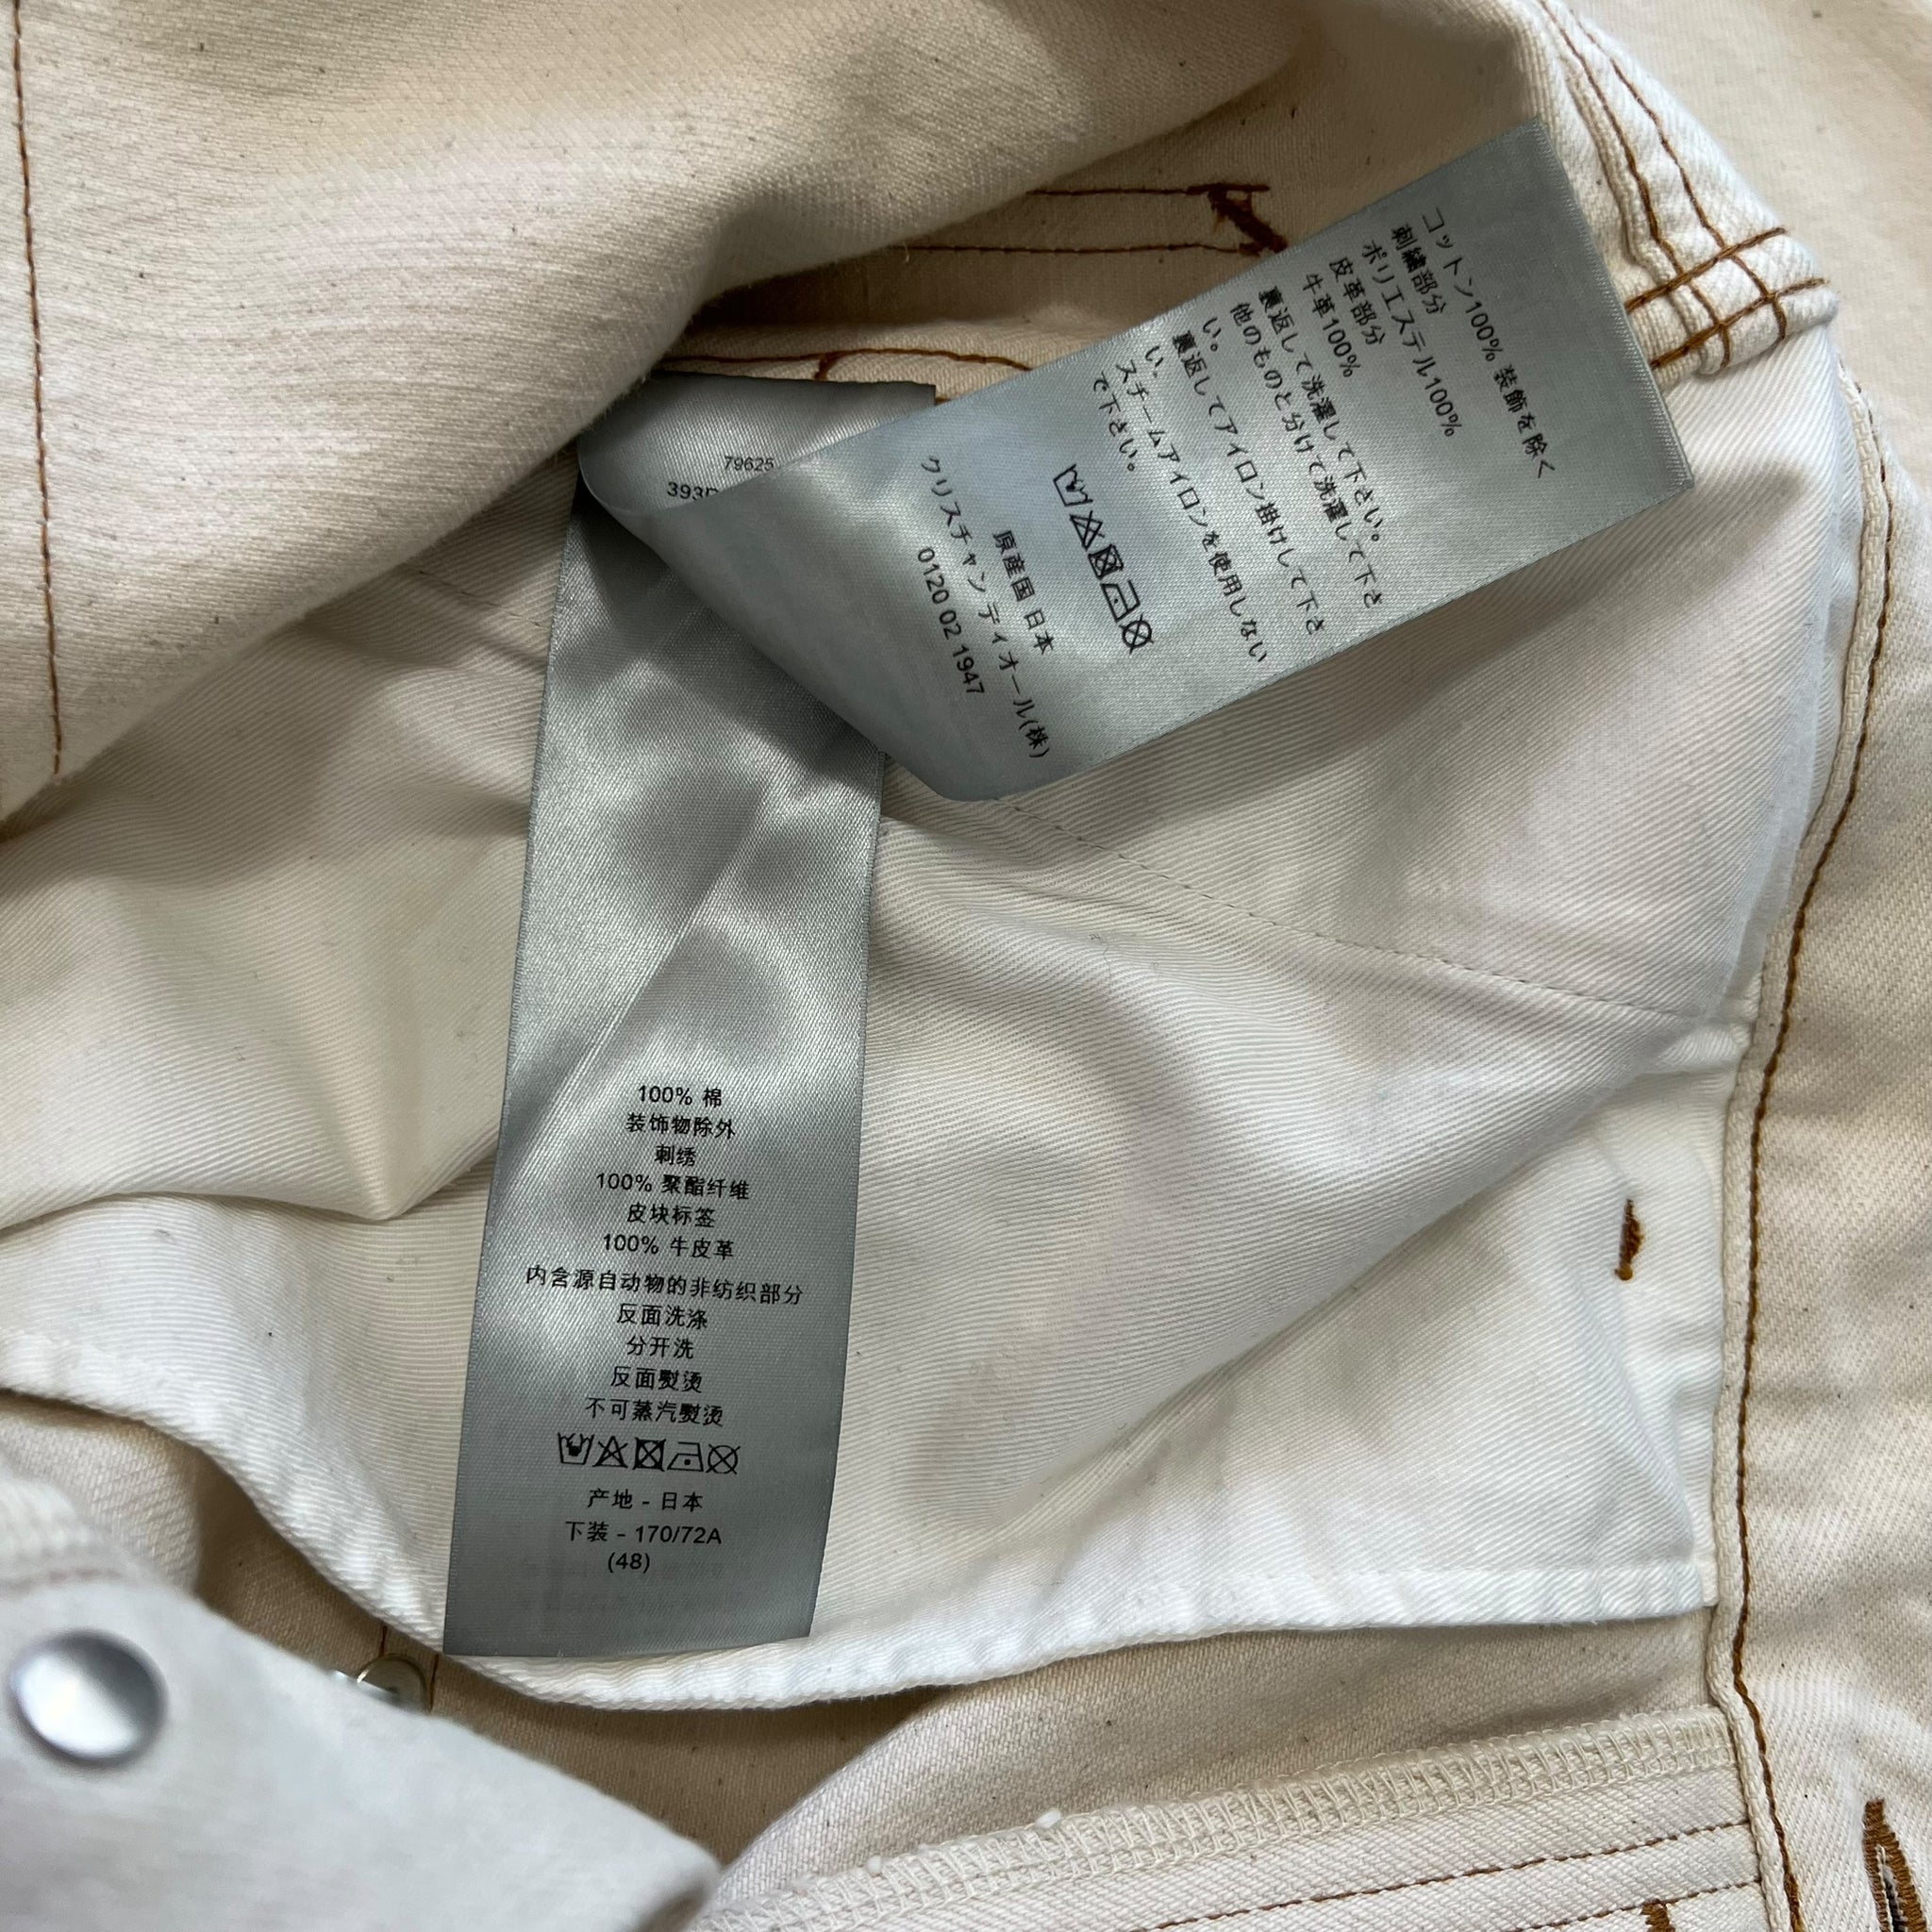 コットン100% 装飾を除く
刺繍部分
ポリエステル100%
皮革部分
牛革100%
裏返して洗濯して下さい。
他のものと分けて洗濯して下さ
い。
裏返してアイロン掛けして下さ
い。
スチームアイロンを使用しない
で下さい。
原産国 日本
クリスチャン ディオール(株)
0120 02 1947
79625
100% 棉
装饰物除外
刺绣
100% 聚酯纤维
皮块标签
100% 牛皮革
内含源自动物的非纺织部分
反面洗涤
分开洗
反面熨烫
不可蒸汽熨烫
产地 - 日本
下装 - 170/72A
(48)